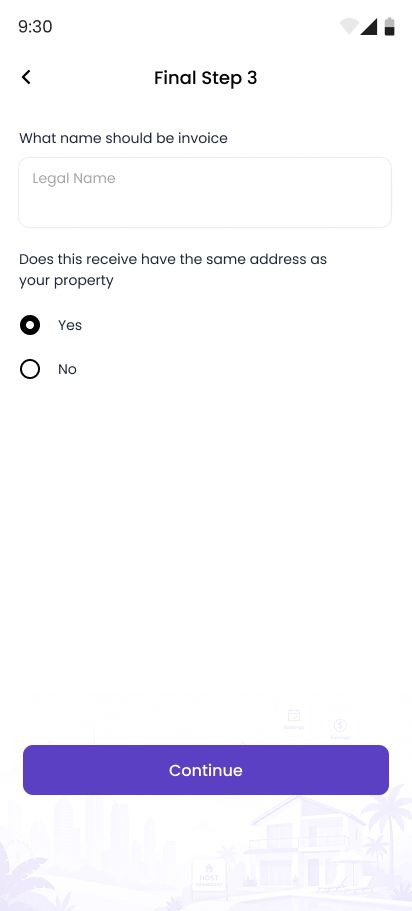 9:30
Final Step 3
What name should be invoice
Legal Name
Does this receive have the same address as
your property
Yes
No
Continue
HOST